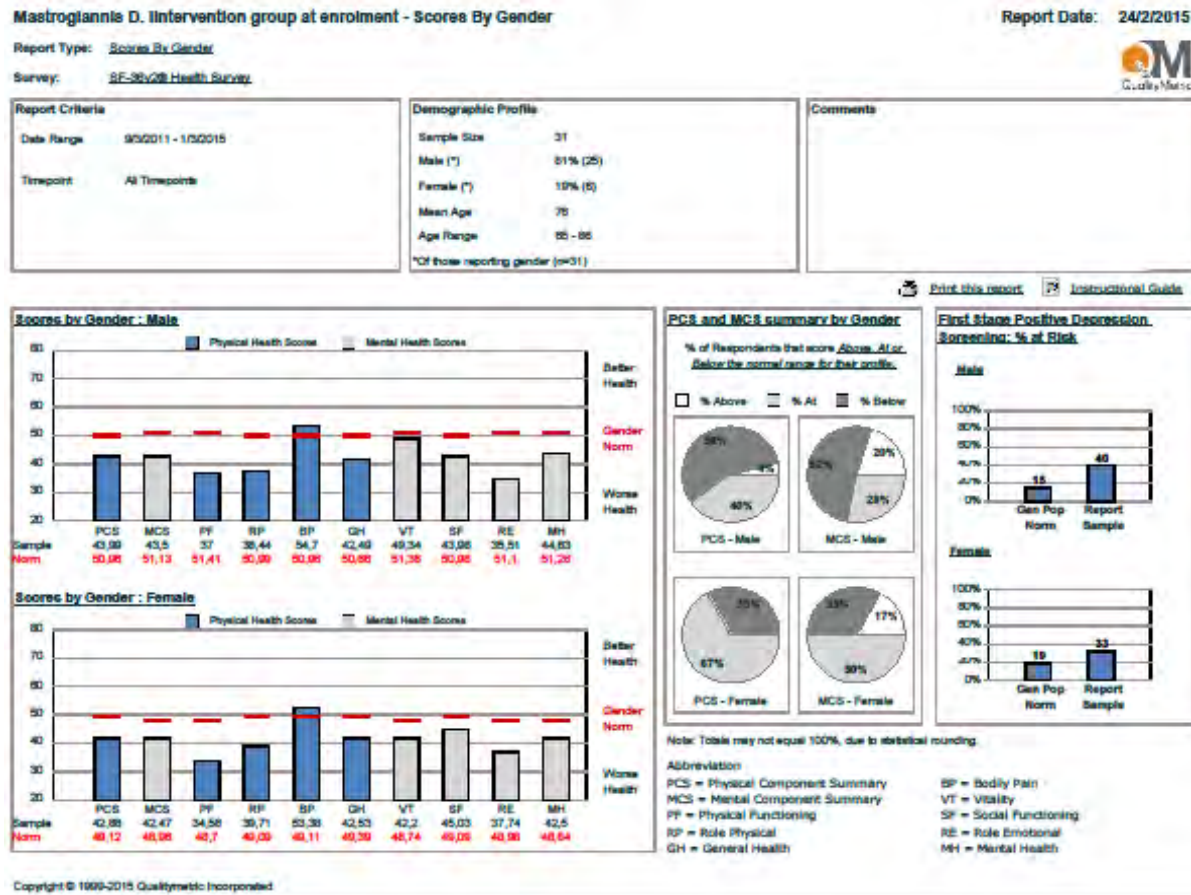 Mastrogiannis D. Iintervention group at enrolment - Scores By Gender
Report Date: 24/2/2015
Report Type: Scores By Gender
Survey: SF-36v2® Health Survey
QM
QualityMetric
Report Criteria
Date Range 9/3/2011 - 1/3/2015
Timepoint All Timepoints
Demographic Profile
Sample Size 31
Male (*) 81% (25)
Female (*) 19% (6)
Mean Age 76
Age Range
*Of those reporting gender (n=31)
Comments
Print this report Instructional Guide
Scores by Gender : Male
Physical Health Scores Mental Health Scores
80
70
60
50
40
30
20
Better Health
Gender Norm
Worse Health
PCS MCS PF RP BP GH VT SF RE MH
Sample 43,99 43,5 37 38,44 54,7 42,49 49,34 43,96 35,51 44,63
Norm 50,96 51,13 51,41 50,99 50,96 50,66 51,36 50,96 51,1 51,26
Scores by Gender : Female
Physical Health Scores Mental Health Scores
80
70
60
50
40
30
20
Better Health
Gender Norm
Worse Health
PCS MCS PF RP BP GH VT SF RE MH
Sample 42,88 42,47 34,58 39,71 53,38 42,53 42,2 45,03 37,74 42,5
Norm 49,12 48,96 48,7 49,09 49,11 49,39 48,74 49,09 48,96 48,64
PCS and MCS summary by Gender
% of Respondents that score Above, At or
Below the normal range for their profile.
% Above % At % Below
56% 4% 40%
PCS - Male
52% 20% 28%
MCS - Male
33% 67%
PCS - Female
33% 17% 50%
MCS - Female
First Stage Positive Depression
Screening: % at Risk
Male
100%
80%
60%
40%
20%
0%
15 40
Gen Pop Norm Report Sample
Female
100%
80%
60%
40%
20%
0%
19 33
Gen Pop Norm Report Sample
Note: Totals may not equal 100%, due to statistical rounding.
Abbreviation
PCS = Physical Component Summary
MCS = Mental Component Summary
PF = Physical Functioning
RP = Role Physical
GH = General Health
BP = Bodily Pain
VT = Vitality
SF = Social Functioning
RE = Role Emotional
MH = Mental Health
Copyright © 1999-2015 Qualitymetric Incorporated